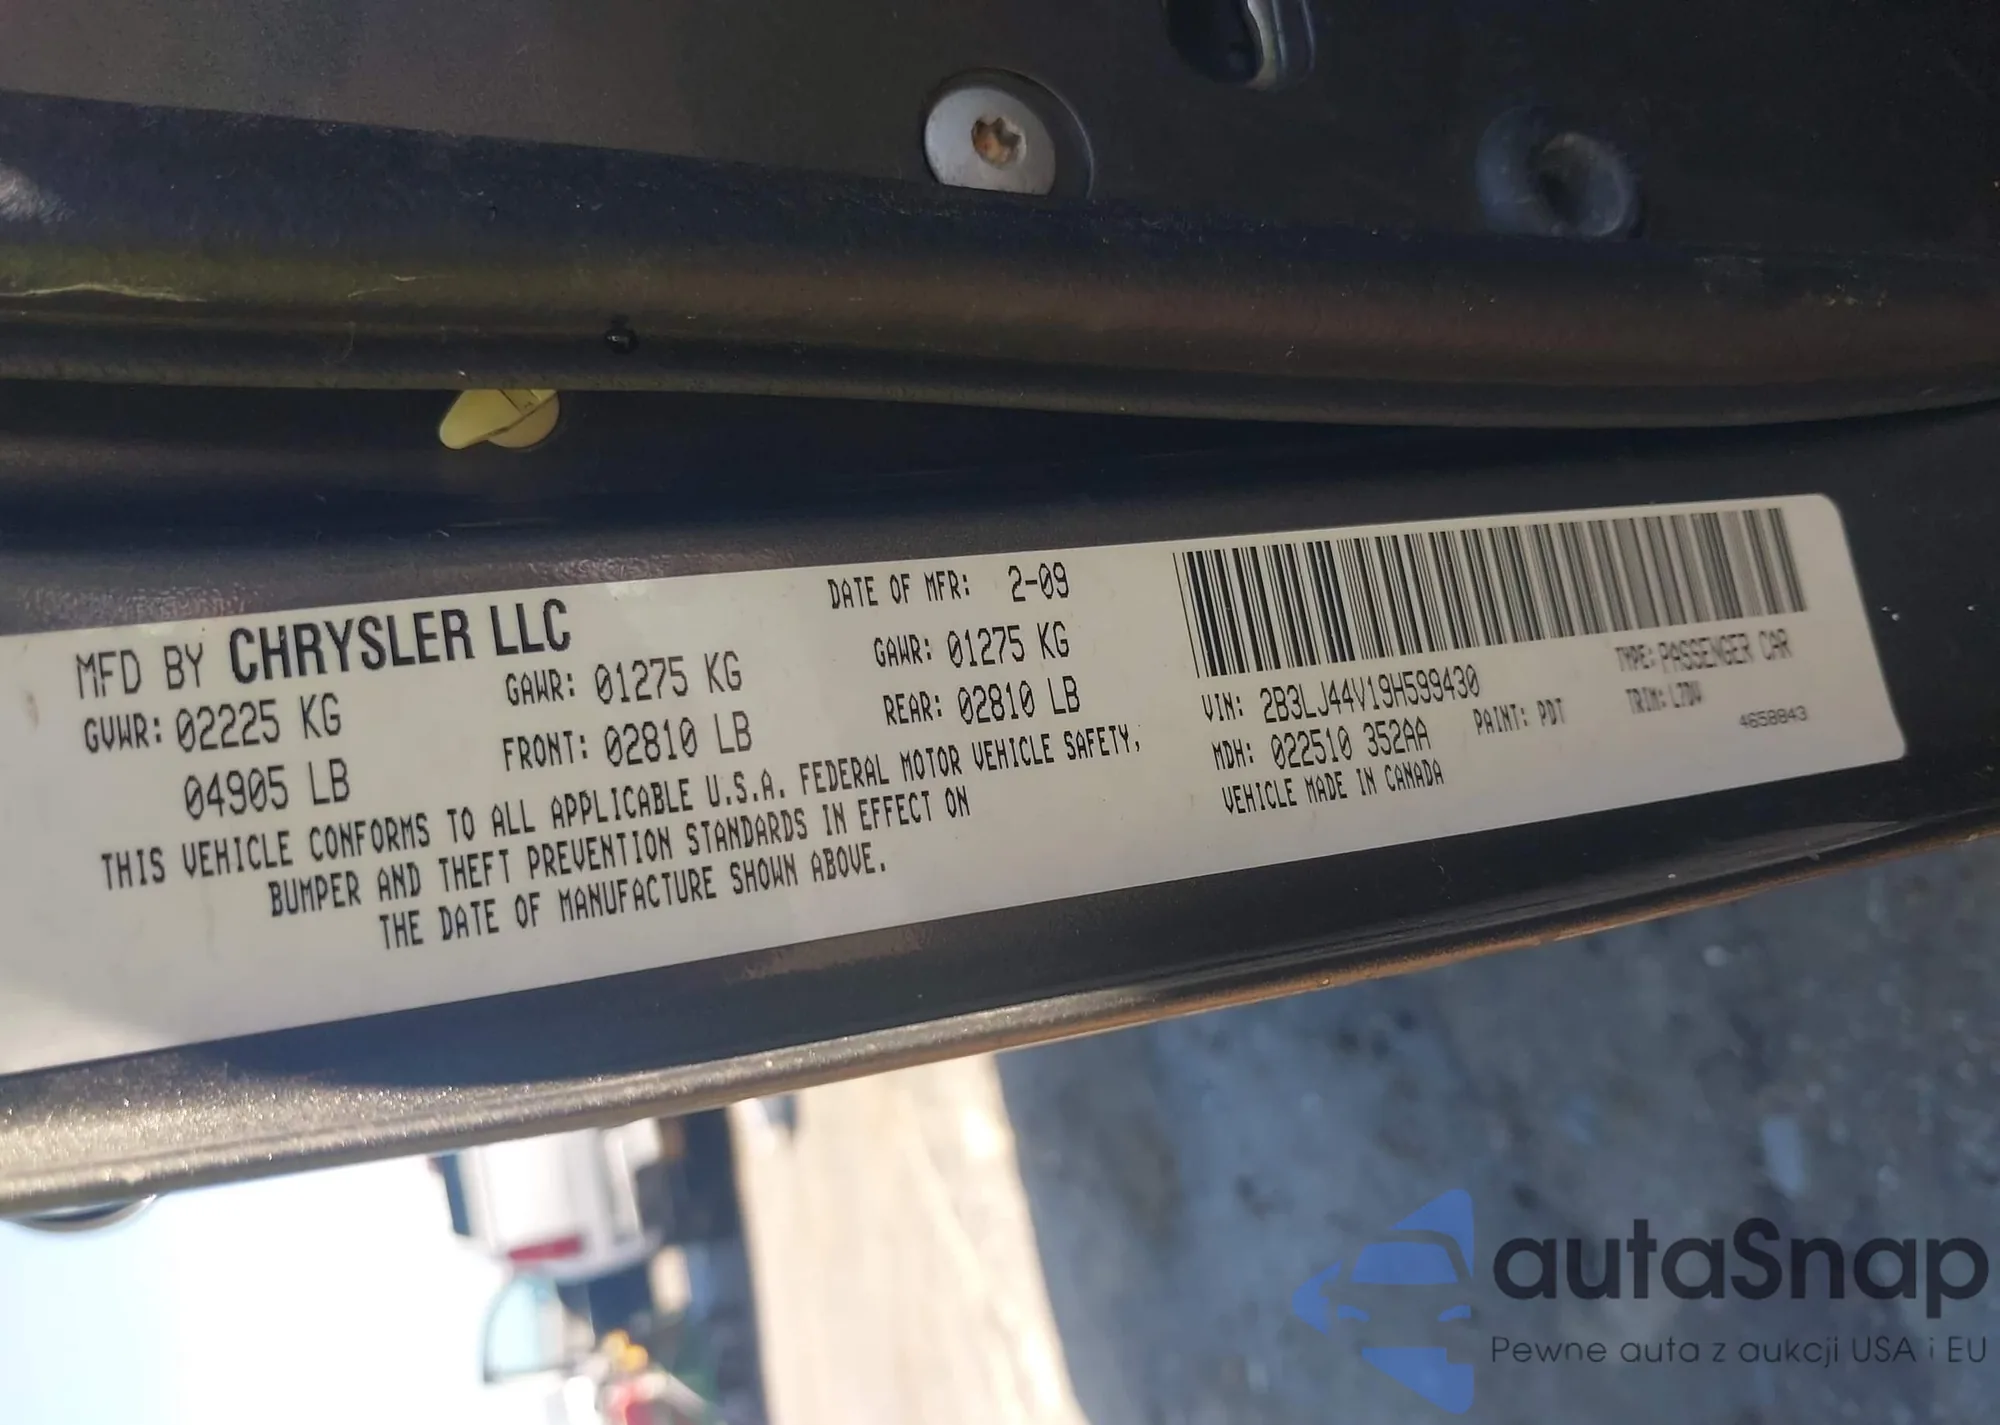 MFD BY CHRYSLER LLC
DATE OF MFR: 2-09
GVWR: 02225 KG
04905 LB
GAWR: 01275 KG
FRONT: 02810 LB
GAWR: 01275 KG
REAR: 02810 LB
THIS VEHICLE CONFORMS TO ALL APPLICABLE U.S.A. FEDERAL MOTOR VEHICLE SAFETY,
BUMPER AND THEFT PREVENTION STANDARDS IN EFFECT ON
THE DATE OF MANUFACTURE SHOWN ABOVE.
VIN: 2B3LJ44V19H599430
TYPE: PASSENGER CAR
MDH: 022510 352AA
PAINT: PDT
TRIM: L7DV
VEHICLE MADE IN CANADA
4658843
autaSnap
Pewne auta z aukcji USA i EU